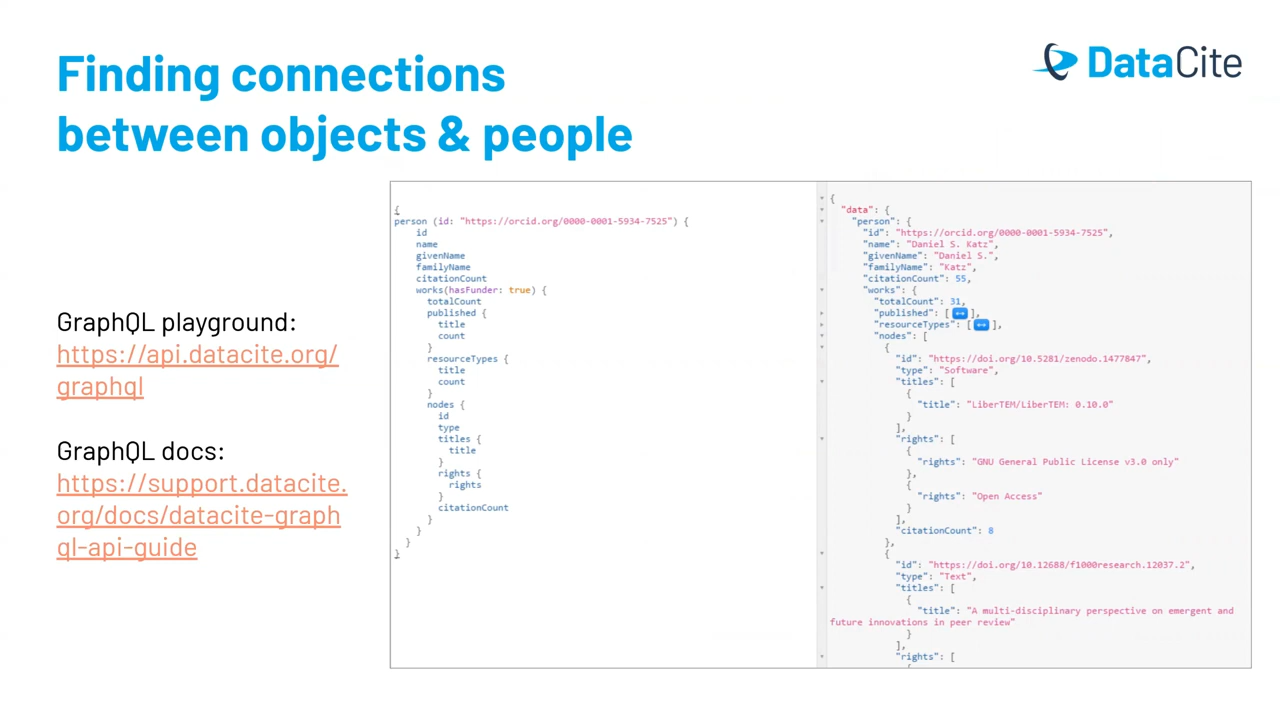 Finding connections
between objects & people
DataCite
GraphQL playground:
https://api.datacite.org/
graphql
GraphQL docs:
https://support.datacite.
org/docs/datacite-graph
ql-api-guide
{
person (id: "https://orcid.org/0000-0001-5934-7525") {
id
name
givenName
familyName
citationCount
works(hasFunder: true) {
totalCount
published {
title
count
}
resourceTypes {
title
count
}
nodes {
id
type
titles {
title
}
rights {
rights
}
citationCount
}
}
}
}
{
"data": {
"person": {
"id": "https://orcid.org/0000-0001-5934-7525",
"name": "Daniel S. Katz",
"givenName": "Daniel S.",
"familyName": "Katz",
"citationCount": 55,
"works": {
"totalCount": 31,
"published": [ ↔ ],
"resourceTypes": [ ↔ ],
"nodes": [
{
"id": "https://doi.org/10.5281/zenodo.1477847",
"type": "Software",
"titles": [
{
"title": "LiberTEM/LiberTEM: 0.10.0"
}
],
"rights": [
{
"rights": "GNU General Public License v3.0 only"
},
{
"rights": "Open Access"
}
],
"citationCount": 8
},
{
"id": "https://doi.org/10.12688/f1000research.12037.2",
"type": "Text",
"titles": [
{
"title": "A multi-disciplinary perspective on emergent and
future innovations in peer review"
}
],
"rights": [
{